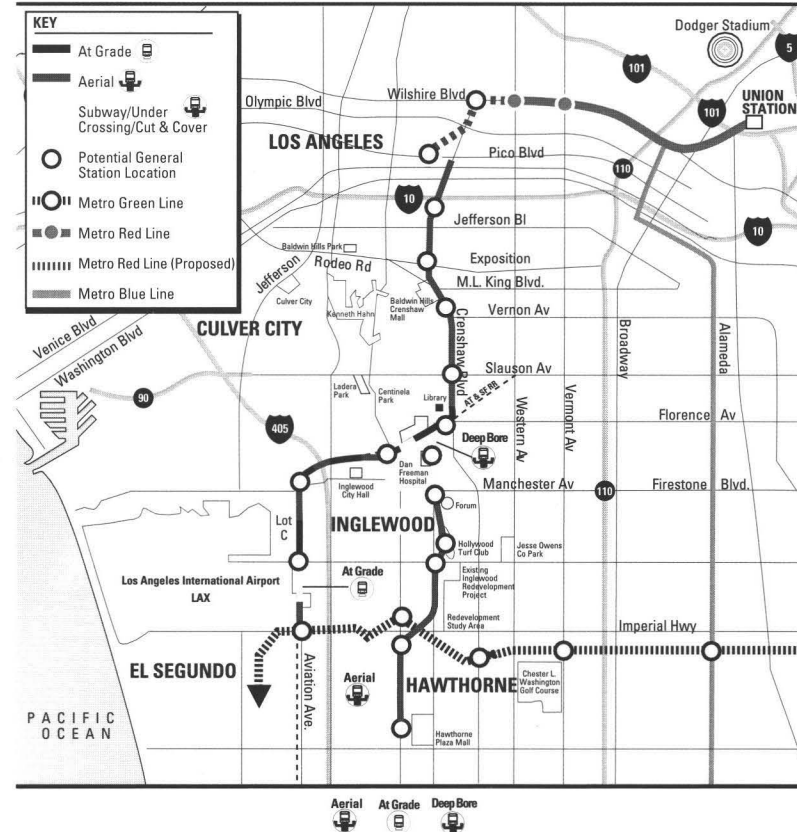 KEY
At Grade
Aerial
Subway/Under
Crossing/Cut & Cover
Potential General
Station Location
Metro Green Line
Metro Red Line
Metro Red Line (Proposed)
Metro Blue Line
Dodger Stadium
5
101
Wilshire Blvd
Olympic Blvd
101
UNION
STATION
LOS ANGELES
Pico Blvd
110
10
Jefferson Bl
10
Baldwin Hills Park
Exposition
Jefferson
Rodeo Rd
M.L. King Blvd.
Culver City
Kenneth Hahn
Baldwin Hills
Crenshaw
Mall
Vernon Av
CULVER CITY
Venice Blvd
Washington Blvd
Crenshaw Blvd
Broadway
Alameda
Slauson Av
Ladera
Park
Centinela
Park
AT & SF RR
Library
Western Av
Vermont Av
90
405
Florence Av
Deep Bore
Dan
Freeman
Hospital
Inglewood
City Hall
Manchester Av
110
Firestone Blvd.
Lot
C
INGLEWOOD
Forum
Hollywood
Turf Club
Jesse Owens
Co Park
Los Angeles International Airport
LAX
At Grade
Existing
Inglewood
Redevelopment
Project
Redevelopment
Study Area
Imperial Hwy
EL SEGUNDO
Aviation Ave.
Aerial
HAWTHORNE
Chester L.
Washington
Golf Course
PACIFIC
OCEAN
Hawthorne
Plaza Mall
Aerial
At Grade
Deep Bore